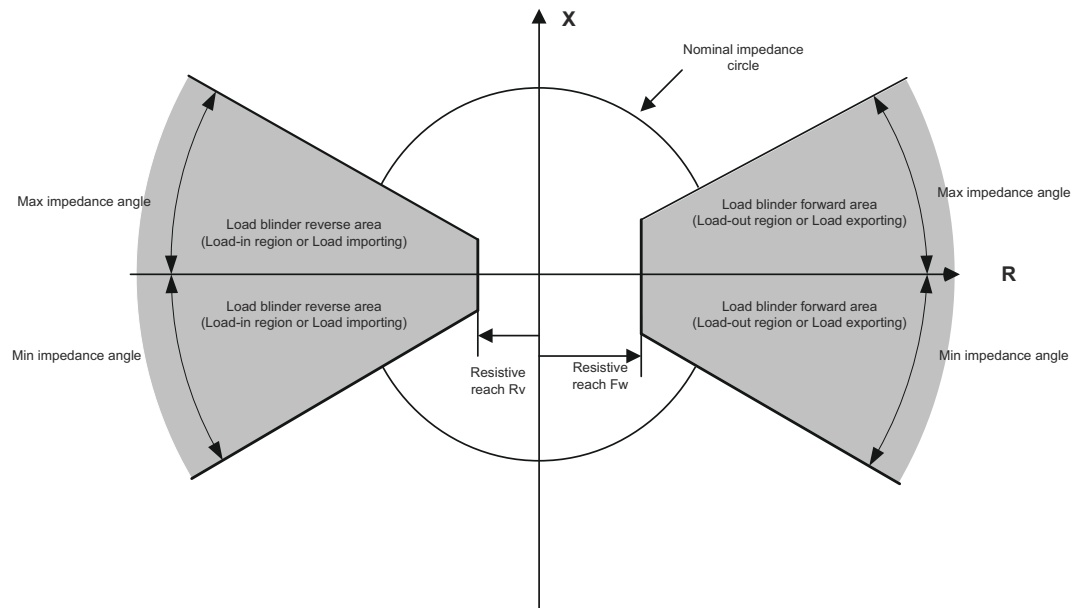 X
Nominal impedance
circle
Max impedance angle
Max impedance angle
Load blinder reverse area
(Load-in region or Load importing)
Load blinder forward area
(Load-out region or Load exporting)
R
Load blinder reverse area
(Load-in region or Load importing)
Load blinder forward area
(Load-out region or Load exporting)
Min impedance angle
Min impedance angle
Resistive
reach Rv
Resistive
reach Fw